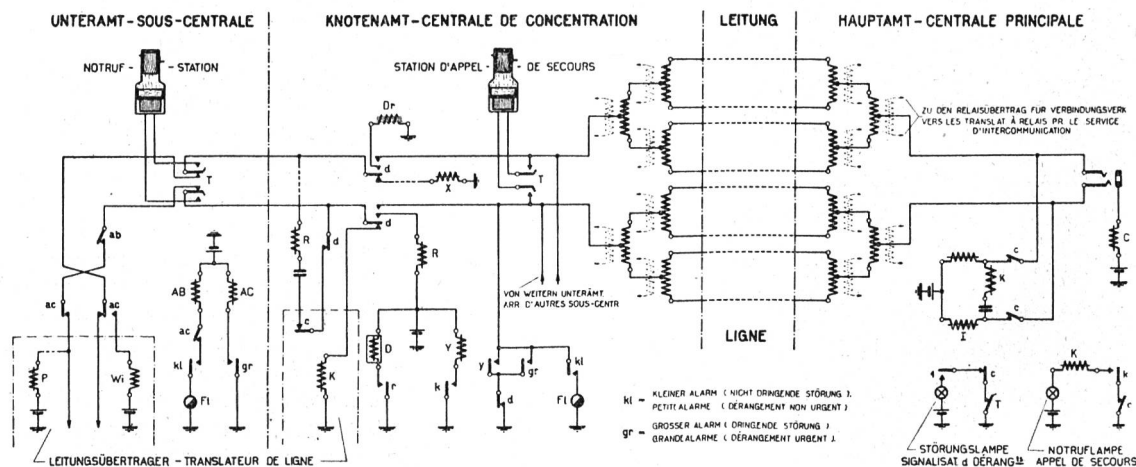 UNTERAMT-SOUS-CENTRALE
KNOTENAMT-CENTRALE DE CONCENTRATION
LEITUNG
HAUPTAMT-CENTRALE PRINCIPALE
NOTRUF - STATION
STATION D'APPEL - DE SECOURS
Dr
d
X
T
T
ZU DEN RELAISÜBERTRAG FÜR VERBINDUNGSVERK
VERS LES TRANSLAT À RELAIS PR LE SERVICE
D'INTERCOMMUNICATION
ab
R
d
d
R
C
AB
AC
c
K
c
ac
ac
ac
c
VON WEITERN UNTERÄMT.
ARR D'AUTRES SOUS-CENTR
I
LIGNE
P
Wi
kl
gr
Fl
K
D
Y
r
k
y
gr
kl
d
Fl
kl = KLEINER ALARM ( NICHT DRINGENDE STÖRUNG ).
PETIT ALARME ( DÉRANGEMENT NON URGENT )
gr = GROSSER ALARM ( DRINGENDE STÖRUNG )
GRANDE ALARME ( DÉRANGEMENT URGENT ).
c
T
K
k
c
LEITUNGSÜBERTRAGER - TRANSLATEUR DE LIGNE
STÖRUNGSLAMPE
SIGNALISAT d DÉRANGts
NOTRUFLAMPE
APPEL DE SECOURS